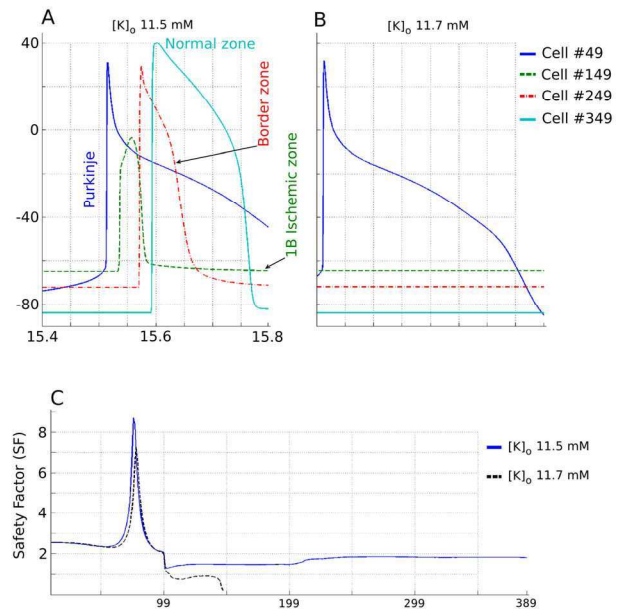 A
B
[K]o 11.5 mM
[K]o 11.7 mM
Normal zone
Cell #49
Cell #149
Cell #249
Cell #349
40
0
-40
-80
Purkinje
Border zone
1B Ischemic zone
15.4
15.6
15.8
C
Safety Factor (SF)
8
6
4
2
[K]o 11.5 mM
[K]o 11.7 mM
99
199
299
389